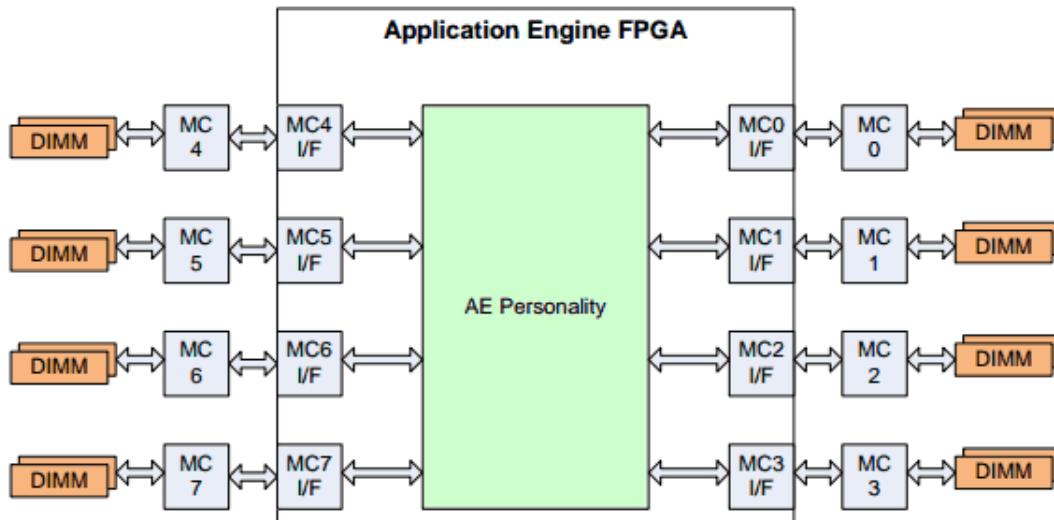 Application Engine FPGA
DIMM
MC
4
MC4
I/F
MC0
I/F
MC
0
DIMM
DIMM
MC
5
MC5
I/F
MC1
I/F
MC
1
DIMM
AE Personality
DIMM
MC
6
MC6
I/F
MC2
I/F
MC
2
DIMM
DIMM
MC
7
MC7
I/F
MC3
I/F
MC
3
DIMM